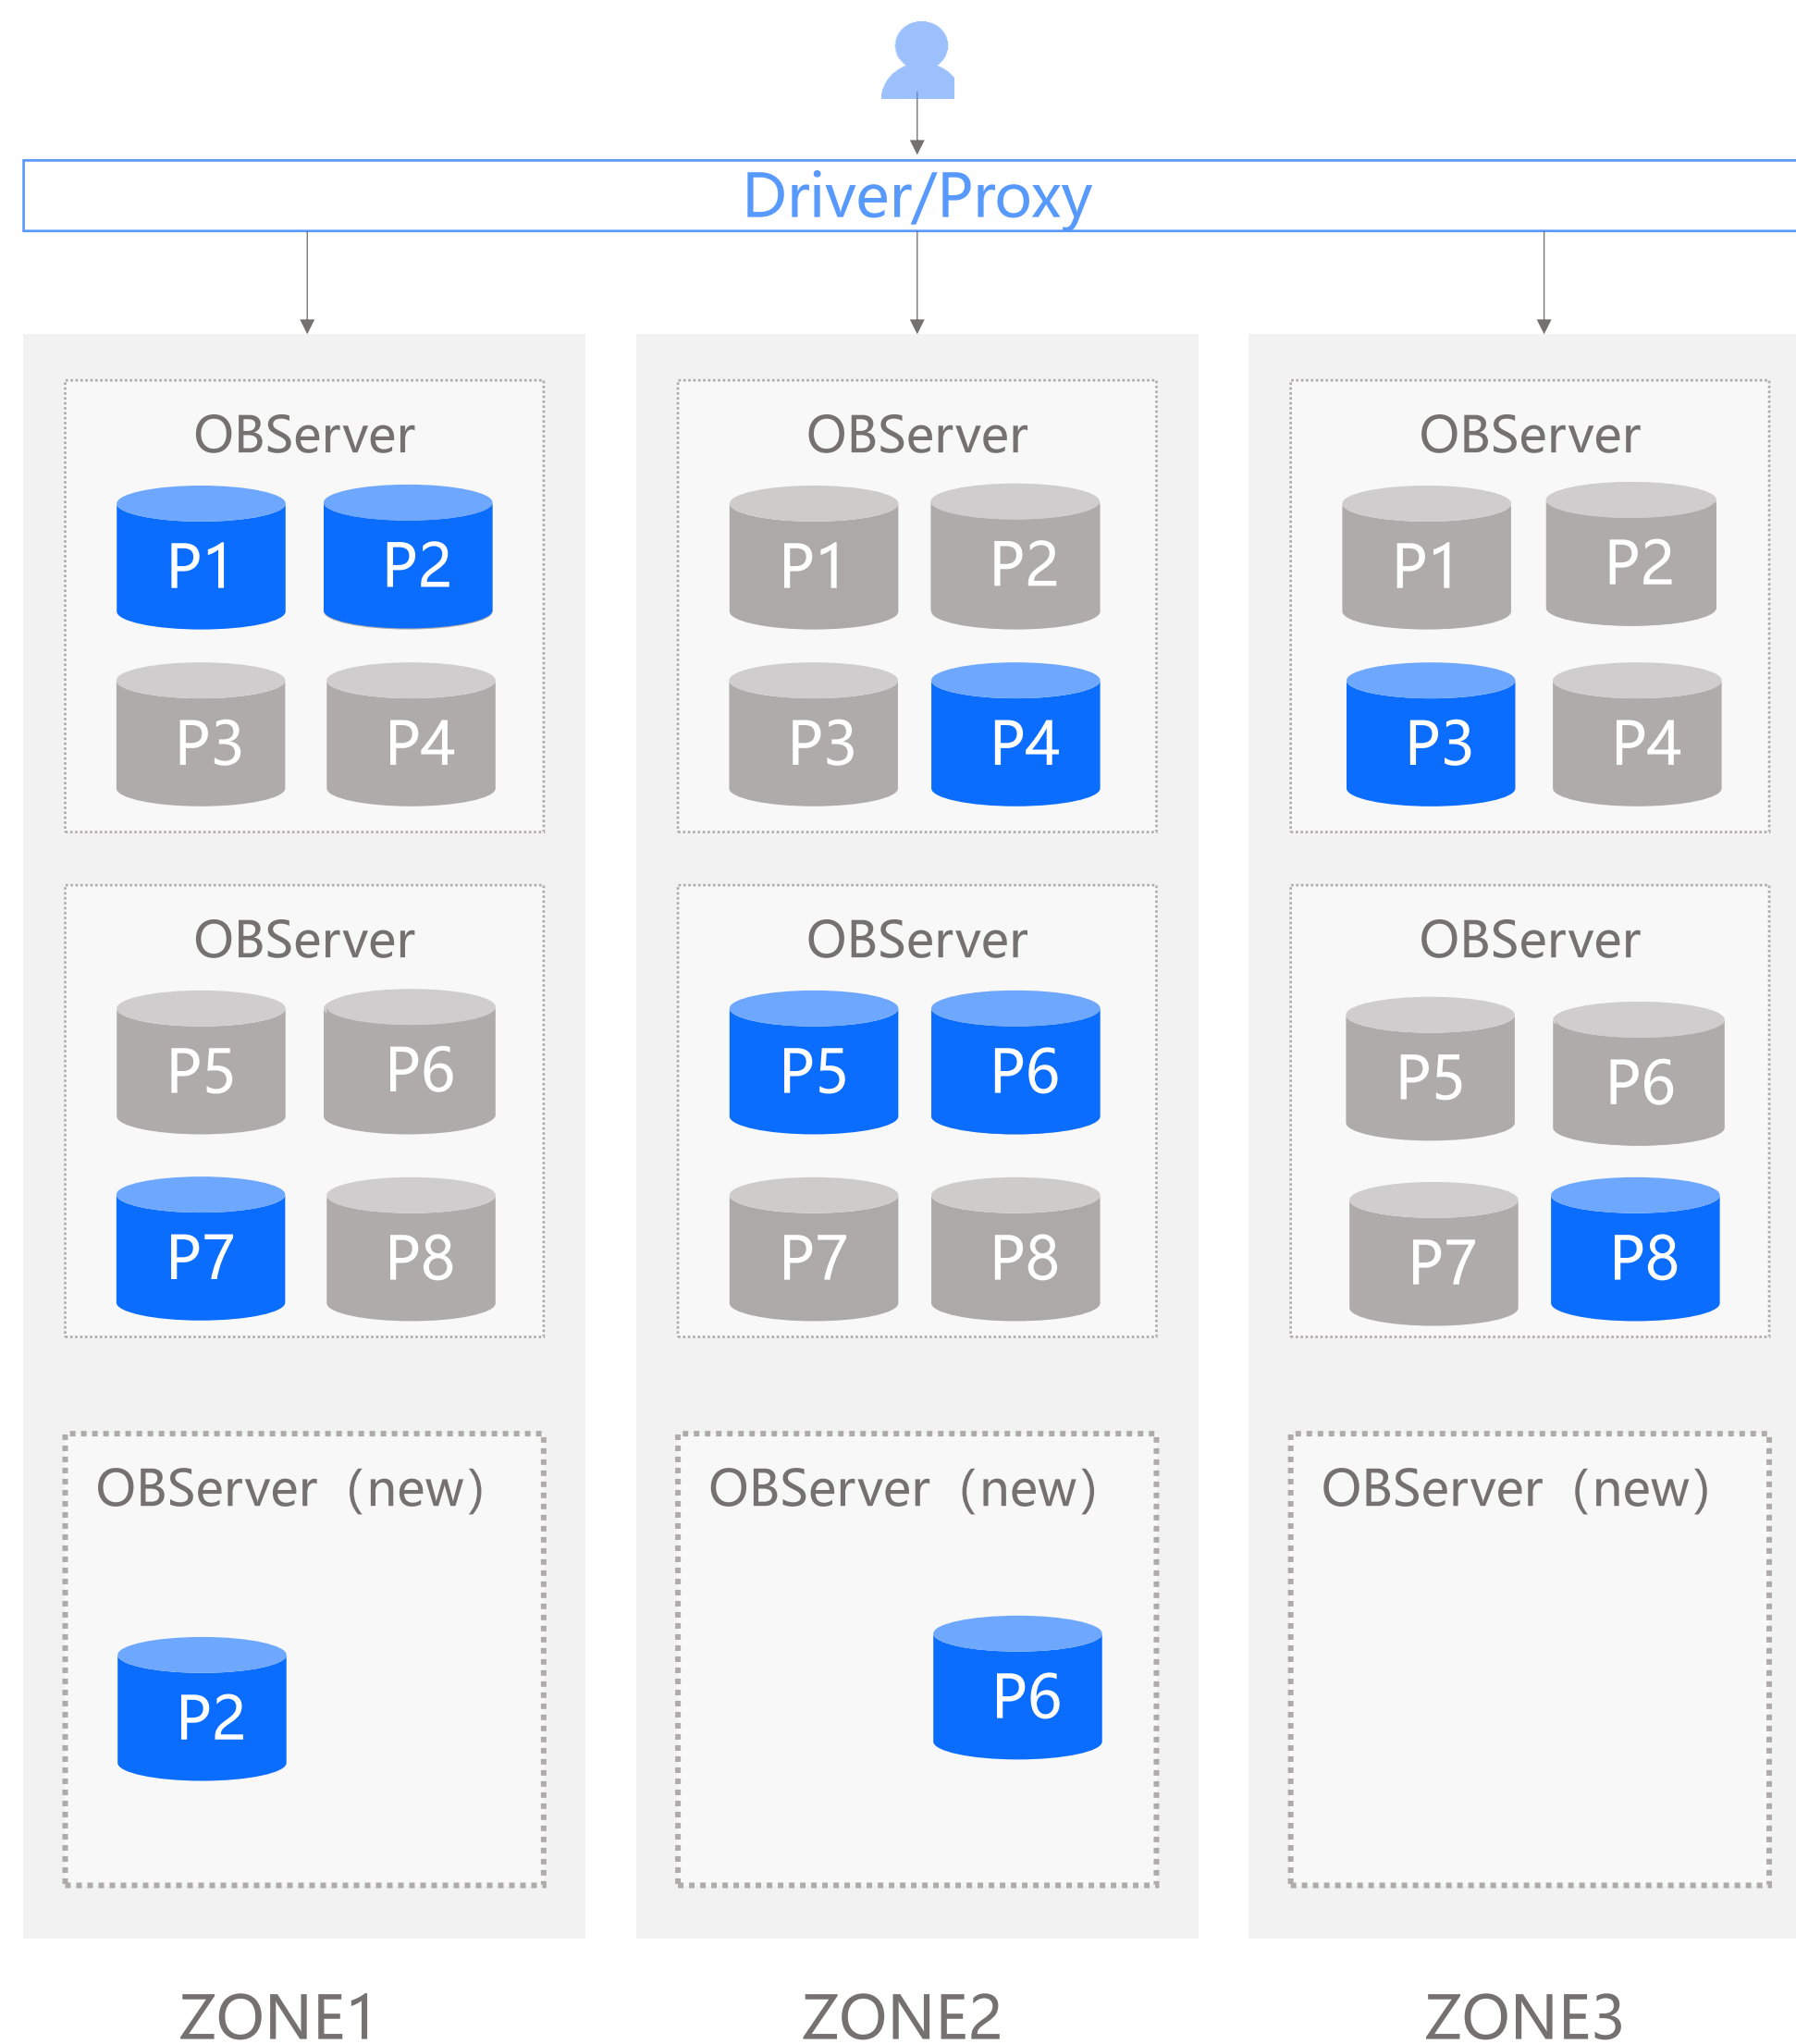 Driver/Proxy
OBServer
P1 P2
P3 P4
OBServer
P5 P6
P7 P8
OBServer（new）
P2
ZONE1
OBServer
P1 P2
P3 P4
OBServer
P5 P6
P7 P8
OBServer（new）
P6
ZONE2
OBServer
P1 P2
P3 P4
OBServer
P5 P6
P7 P8
OBServer（new）
ZONE3